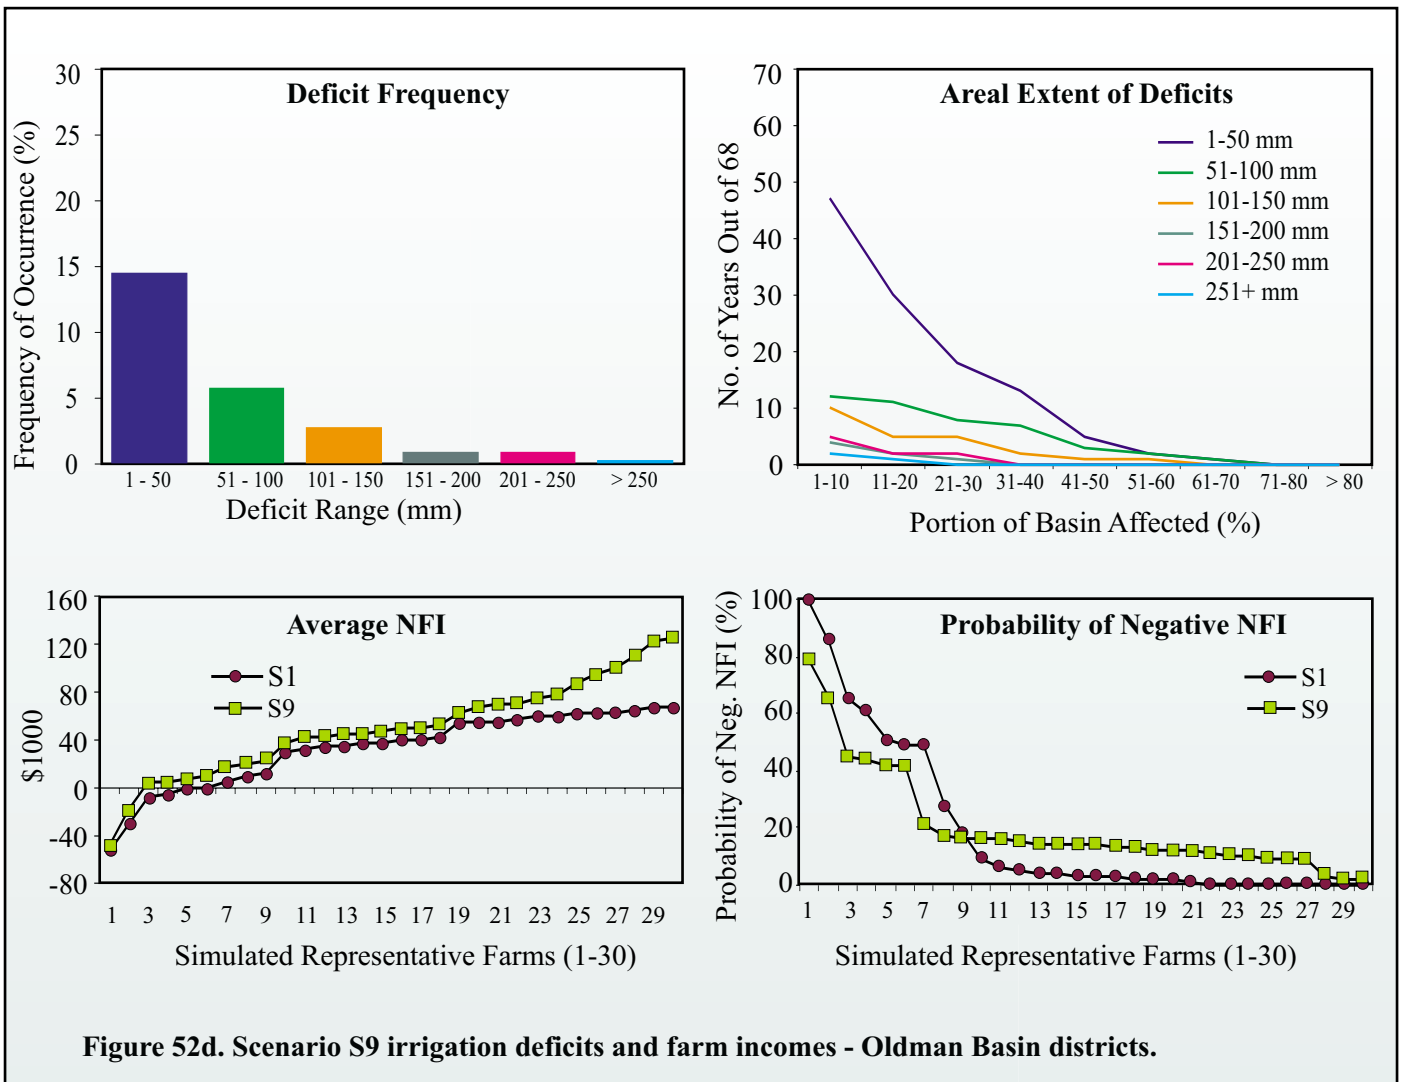 Deficit Frequency
Frequency of Occurrence (%)
30
25
20
15
10
5
0
1 - 50 51 - 100 101 - 150 151 - 200 201 - 250 > 250
Deficit Range (mm)
Areal Extent of Deficits
No. of Years Out of 68
70
60
50
40
30
20
10
0
1-50 mm
51-100 mm
101-150 mm
151-200 mm
201-250 mm
251+ mm
1-10 11-20 21-30 31-40 41-50 51-60 61-70 71-80 > 80
Portion of Basin Affected (%)
Average NFI
$1000
160
120
80
40
0
-40
-80
S1
S9
1 3 5 7 9 11 13 15 17 19 21 23 25 27 29
Simulated Representative Farms (1-30)
Probability of Negative NFI
Probability of Neg. NFI (%)
100
80
60
40
20
0
S1
S9
1 3 5 7 9 11 13 15 17 19 21 23 25 27 29
Simulated Representative Farms (1-30)
Figure 52d. Scenario S9 irrigation deficits and farm incomes - Oldman Basin districts.